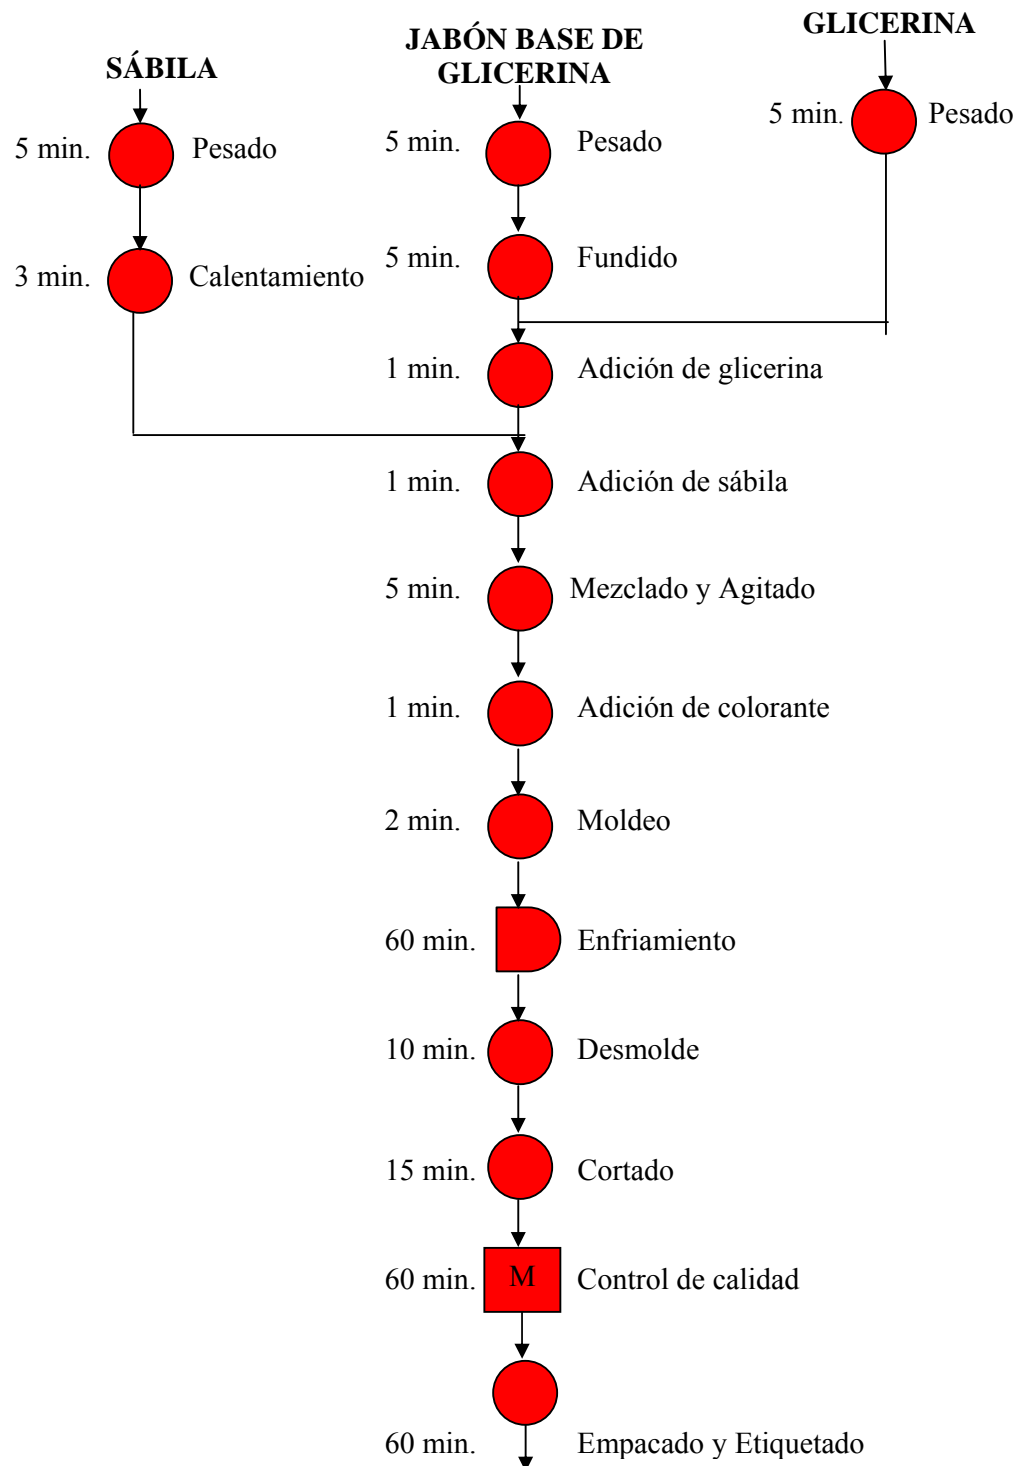 GLICERINA
JABÓN BASE DE
GLICERINA
SÁBILA
5 min. Pesado
5 min. Pesado
5 min. Pesado
3 min. Calentamiento
5 min. Fundido
1 min. Adición de glicerina
1 min. Adición de sábila
5 min. Mezclado y Agitado
1 min. Adición de colorante
2 min. Moldeo
60 min. Enfriamiento
10 min. Desmolde
15 min. Cortado
60 min. M Control de calidad
60 min. Empacado y Etiquetado